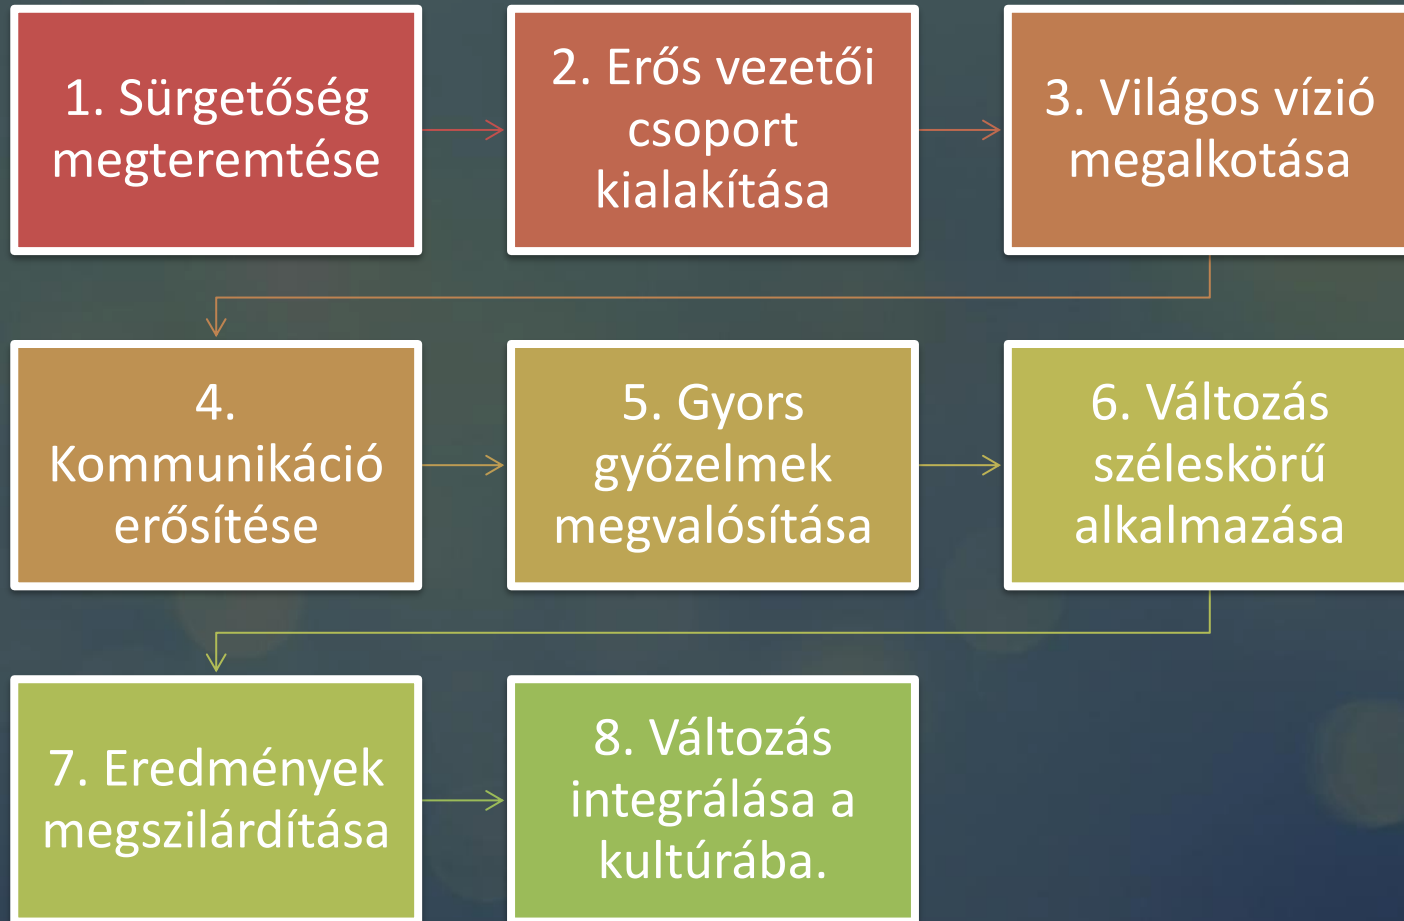 1. Sürgetőség
megteremtése
2. Erős vezetői
csoport
kialakítása
3. Világos vízió
megalkotása
4.
Kommunikáció
erősítése
5. Gyors
győzelmek
megvalósítása
6. Változás
széleskörű
alkalmazása
7. Eredmények
megszilárdítása
8. Változás
integrálása a
kultúrába.